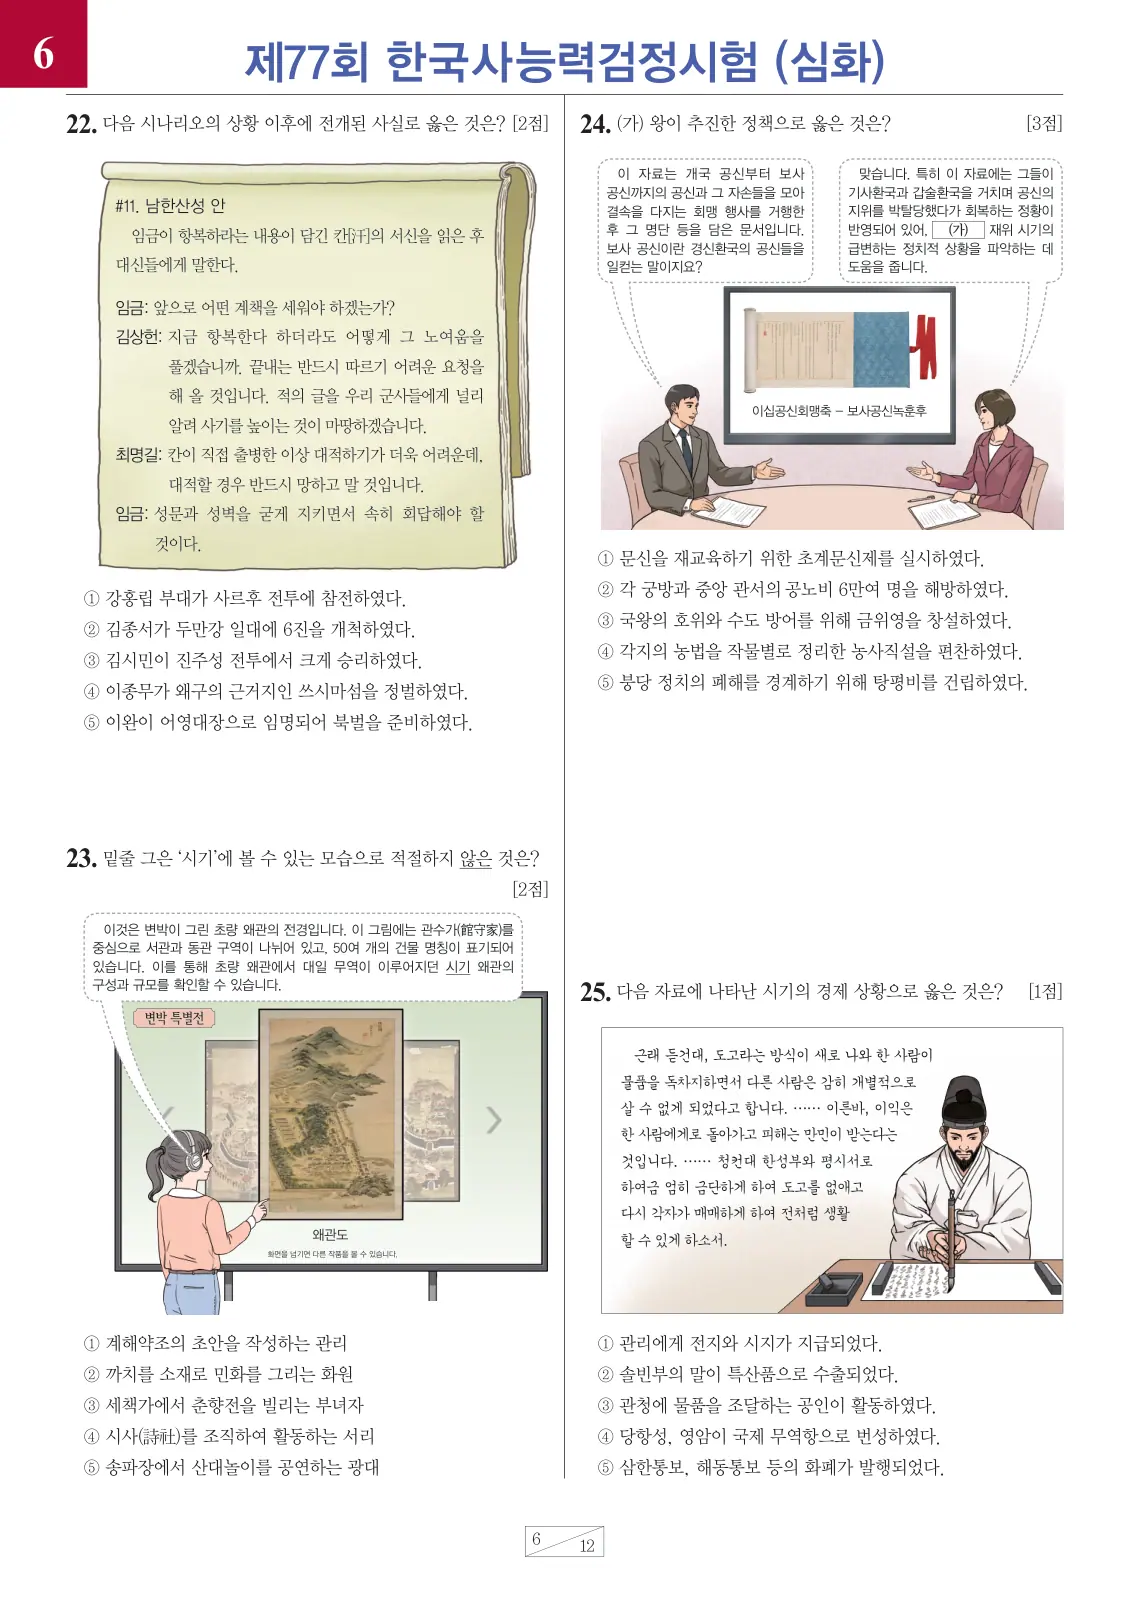 6
제77회 한국사능력검정시험 (심화)
22. 다음 시나리오의 상황 이후에 전개된 사실로 옳은 것은? [2점]
#11. 남한산성 안
임금이 항복하라는 내용이 담긴 칸[汗]의 서신을 읽은 후
대신들에게 말한다.
임금: 앞으로 어떤 계책을 세워야 하겠는가?
김상헌: 지금 항복한다 하더라도 어떻게 그 노여움을
풀겠습니까. 끝내는 반드시 따르기 어려운 요청을
해 올 것입니다. 적의 글을 우리 군사들에게 널리
알려 사기를 높이는 것이 마땅하겠습니다.
최명길: 칸이 직접 출병한 이상 대적하기가 더욱 어려운데,
대적할 경우 반드시 망하고 말 것입니다.
임금: 성문과 성벽을 굳게 지키면서 속히 회답해야 할
것이다.
① 강홍립 부대가 사르후 전투에 참전하였다.
② 김종서가 두만강 일대에 6진을 개척하였다.
③ 김시민이 진주성 전투에서 크게 승리하였다.
④ 이종무가 왜구의 근거지인 쓰시마섬을 정벌하였다.
⑤ 이완이 어영대장으로 임명되어 북벌을 준비하였다.
23. 밑줄 그은 ‘시기’에 볼 수 있는 모습으로 적절하지 않은 것은?
[2점]
이것은 변박이 그린 초량 왜관의 전경입니다. 이 그림에는 관수가(館守家)를
중심으로 서관과 동관 구역이 나뉘어 있고, 50여 개의 건물 명칭이 표기되어
있습니다. 이를 통해 초량 왜관에서 대일 무역이 이루어지던 시기 왜관의
구성과 규모를 확인할 수 있습니다.
변박 특별전
왜관도
화면을 넘기면 다른 작품을 볼 수 있습니다.
① 계해약조의 초안을 작성하는 관리
② 까치를 소재로 민화를 그리는 화원
③ 세책가에서 춘향전을 빌리는 부녀자
④ 시사(詩社)를 조직하여 활동하는 서리
⑤ 송파장에서 산대놀이를 공연하는 광대
24. (가) 왕이 추진한 정책으로 옳은 것은? [3점]
이 자료는 개국 공신부터 보사
공신까지의 공신과 그 자손들을 모아
결속을 다지는 회맹 행사를 거행한
후 그 명단 등을 담은 문서입니다.
보사 공신이란 경신환국의 공신들을
일컫는 말이지요?
맞습니다. 특히 이 자료에는 그들이
기사환국과 갑술환국을 거치며 공신의
지위를 박탈당했다가 회복하는 정황이
반영되어 있어, (가) 재위 시기의
급변하는 정치적 상황을 파악하는 데
도움을 줍니다.
이십공신회맹축 - 보사공신녹훈후
① 문신을 재교육하기 위한 초계문신제를 실시하였다.
② 각 궁방과 중앙 관서의 공노비 6만여 명을 해방하였다.
③ 국왕의 호위와 수도 방어를 위해 금위영을 창설하였다.
④ 각지의 농법을 작물별로 정리한 농사직설을 편찬하였다.
⑤ 붕당 정치의 폐해를 경계하기 위해 탕평비를 건립하였다.
25. 다음 자료에 나타난 시기의 경제 상황으로 옳은 것은? [1점]
근래 듣건대, 도고라는 방식이 새로 나와 한 사람이
물품을 독차지하면서 다른 사람은 감히 개별적으로
살 수 없게 되었다고 합니다. …… 이른바, 이익은
한 사람에게로 돌아가고 피해는 만민이 받는다는
것입니다. …… 청컨대 한성부와 평시서로
하여금 엄히 금단하게 하여 도고를 없애고
다시 각자가 매매하게 하여 전처럼 생활
할 수 있게 하소서.
① 관리에게 전지와 시지가 지급되었다.
② 솔빈부의 말이 특산품으로 수출되었다.
③ 관청에 물품을 조달하는 공인이 활동하였다.
④ 당항성, 영암이 국제 무역항으로 번성하였다.
⑤ 삼한통보, 해동통보 등의 화폐가 발행되었다.
6
12